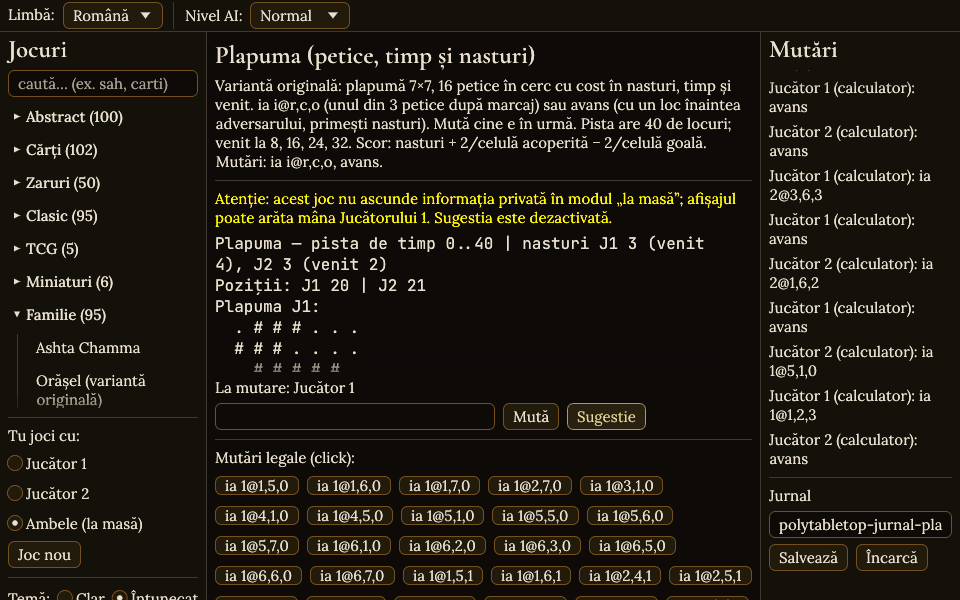 Limbă:
Română
Nivel AI:
Normal
Jocuri
caută... (ex. sah, carti)
Abstract (100)
Cărți (102)
Zaruri (50)
Clasic (95)
TCG (5)
Miniaturi (6)
Familie (95)
Ashta Chamma
Orășel (variantă
originală)
Tu joci cu:
Jucător 1
Jucător 2
Ambele (la masă)
Joc nou
Temă:
Clar
Întunecat
Plapuma (petice, timp și nasturi)
Variantă originală: plapumă 7×7, 16 petice în cerc cu cost în nasturi, timp și
venit. ia i@r,c,o (unul din 3 petice după marcaj) sau avans (cu un loc înaintea
adversarului, primești nasturi). Mută cine e în urmă. Pista are 40 de locuri;
venit la 8, 16, 24, 32. Scor: nasturi + 2/celulă acoperită − 2/celulă goală.
Mutări: ia i@r,c,o, avans.
Atenție: acest joc nu ascunde informația privată în modul „la masă”; afișajul
poate arăta mâna Jucătorului 1. Sugestia este dezactivată.
Plapuma — pista de timp 0..40 | nasturi J1 3 (venit
4), J2 3 (venit 2)
Poziții: J1 20 | J2 21
Plapuma J1:
. # # # . . .
# # # . . . .
# # # # #
La mutare: Jucător 1
Mută
Sugestie
Mutări legale (click):
ia 1@1,5,0
ia 1@1,6,0
ia 1@1,7,0
ia 1@2,7,0
ia 1@3,1,0
ia 1@4,1,0
ia 1@4,5,0
ia 1@5,1,0
ia 1@5,5,0
ia 1@5,6,0
ia 1@5,7,0
ia 1@6,1,0
ia 1@6,2,0
ia 1@6,3,0
ia 1@6,5,0
ia 1@6,6,0
ia 1@6,7,0
ia 1@1,5,1
ia 1@1,6,1
ia 1@2,4,1
ia 1@2,5,1
Mutări
Jucător 1 (calculator):
avans
Jucător 2 (calculator):
avans
Jucător 1 (calculator): ia
2@3,6,3
Jucător 1 (calculator):
avans
Jucător 2 (calculator): ia
2@1,6,2
Jucător 1 (calculator):
avans
Jucător 2 (calculator): ia
1@5,1,0
Jucător 1 (calculator): ia
1@1,2,3
Jucător 2 (calculator):
avans
Jurnal
polytabletop-jurnal-pla
Salvează
Încarcă